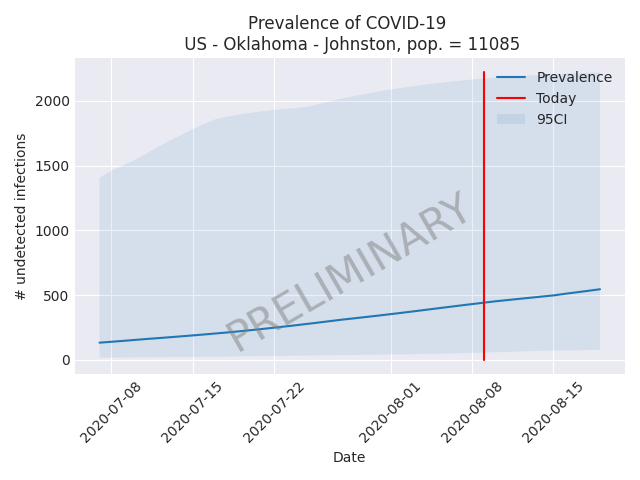 Prevalence of COVID-19
US - Oklahoma - Johnston, pop. = 11085
Prevalence
Today
95CI
# undetected infections
2000
1500
1000
500
0
PRELIMINARY
2020-07-08
2020-07-15
2020-07-22
2020-08-01
2020-08-08
2020-08-15
Date